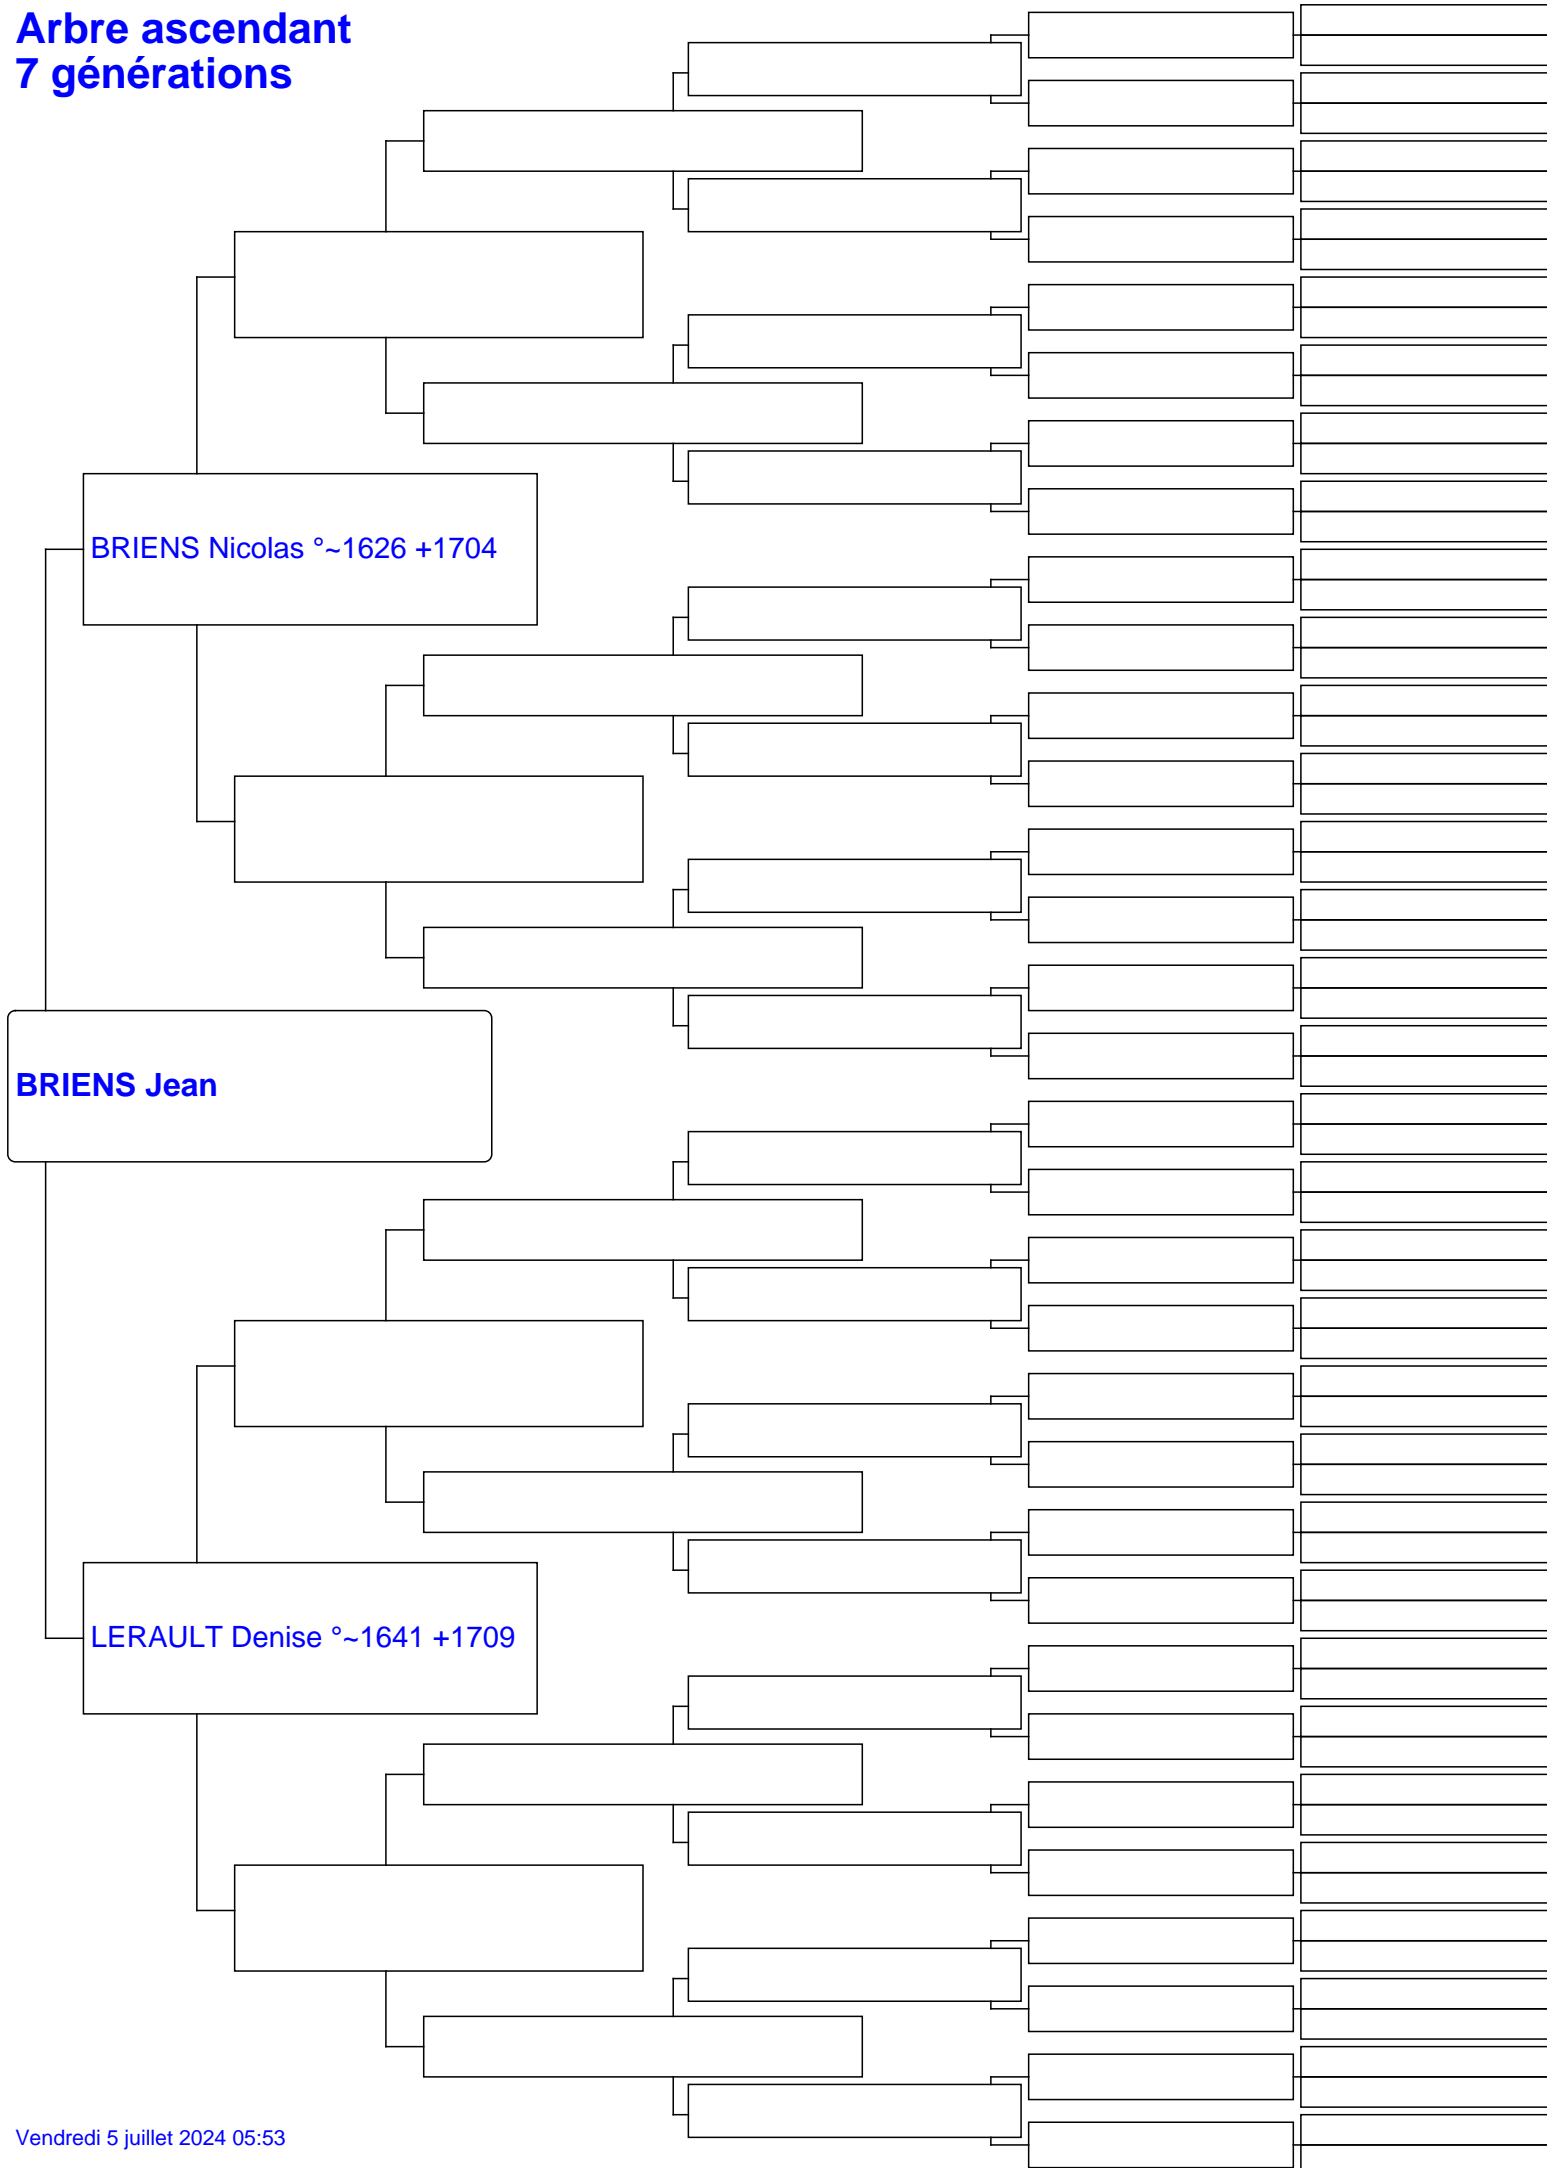 Arbre ascendant
7 générations
BRIENS Nicolas °~1626 +1704
BRIENS Jean
LERAULT Denise °~1641 +1709
Vendredi 5 juillet 2024 05:53